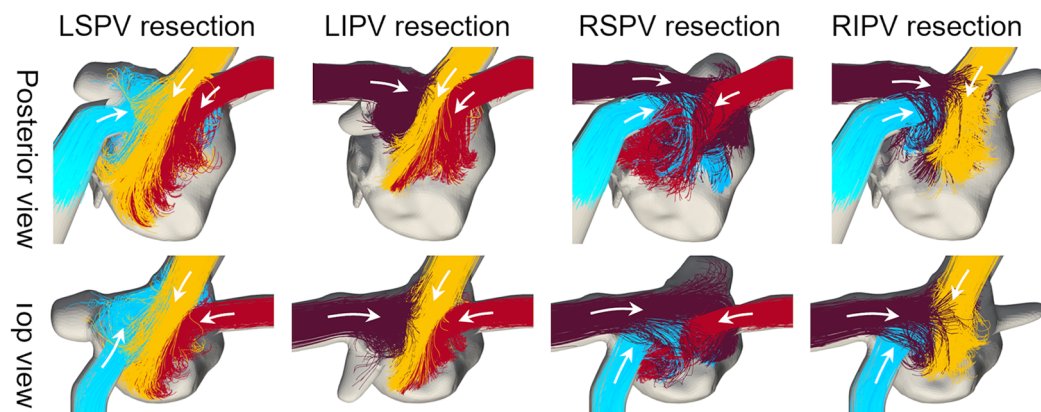 LSPV resection LIPV resection RSPV resection RIPV resection
Posterior view
Top view